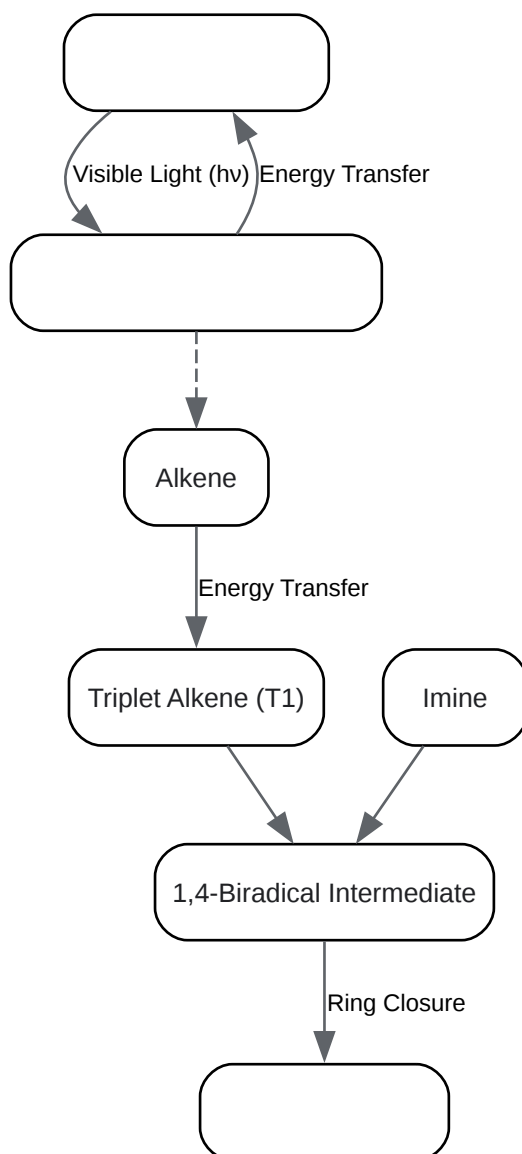 Visible Light (hν)
Energy Transfer
Alkene
Energy Transfer
Triplet Alkene (T1)
Imine
1,4-Biradical Intermediate
Ring Closure